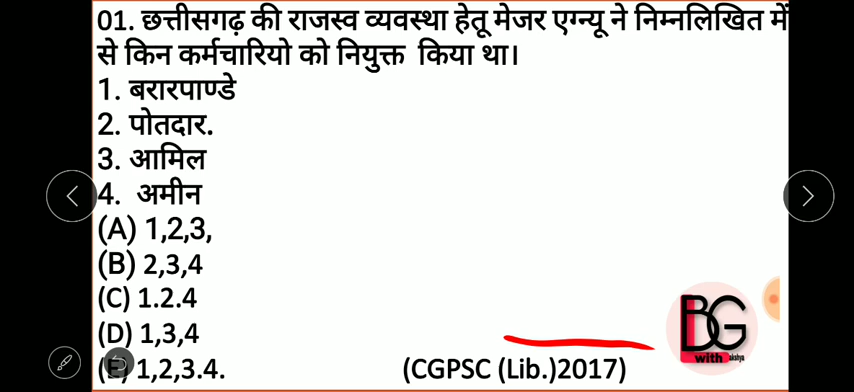 01. छत्तीसगढ़ की राजस्व व्यवस्था हेतू मेजर एग्न्यू ने निम्नलिखित में
से किन कर्मचारियो को नियुक्त किया था।
1. बरारपाण्डे
2. पोतदार.
3. आमिल
4. अमीन
(A) 1,2,3,
(B) 2,3,4
(C) 1.2.4
(D) 1,3,4
(E) 1,2,3.4. (CGPSC (Lib.)2017)
BG
with akshya